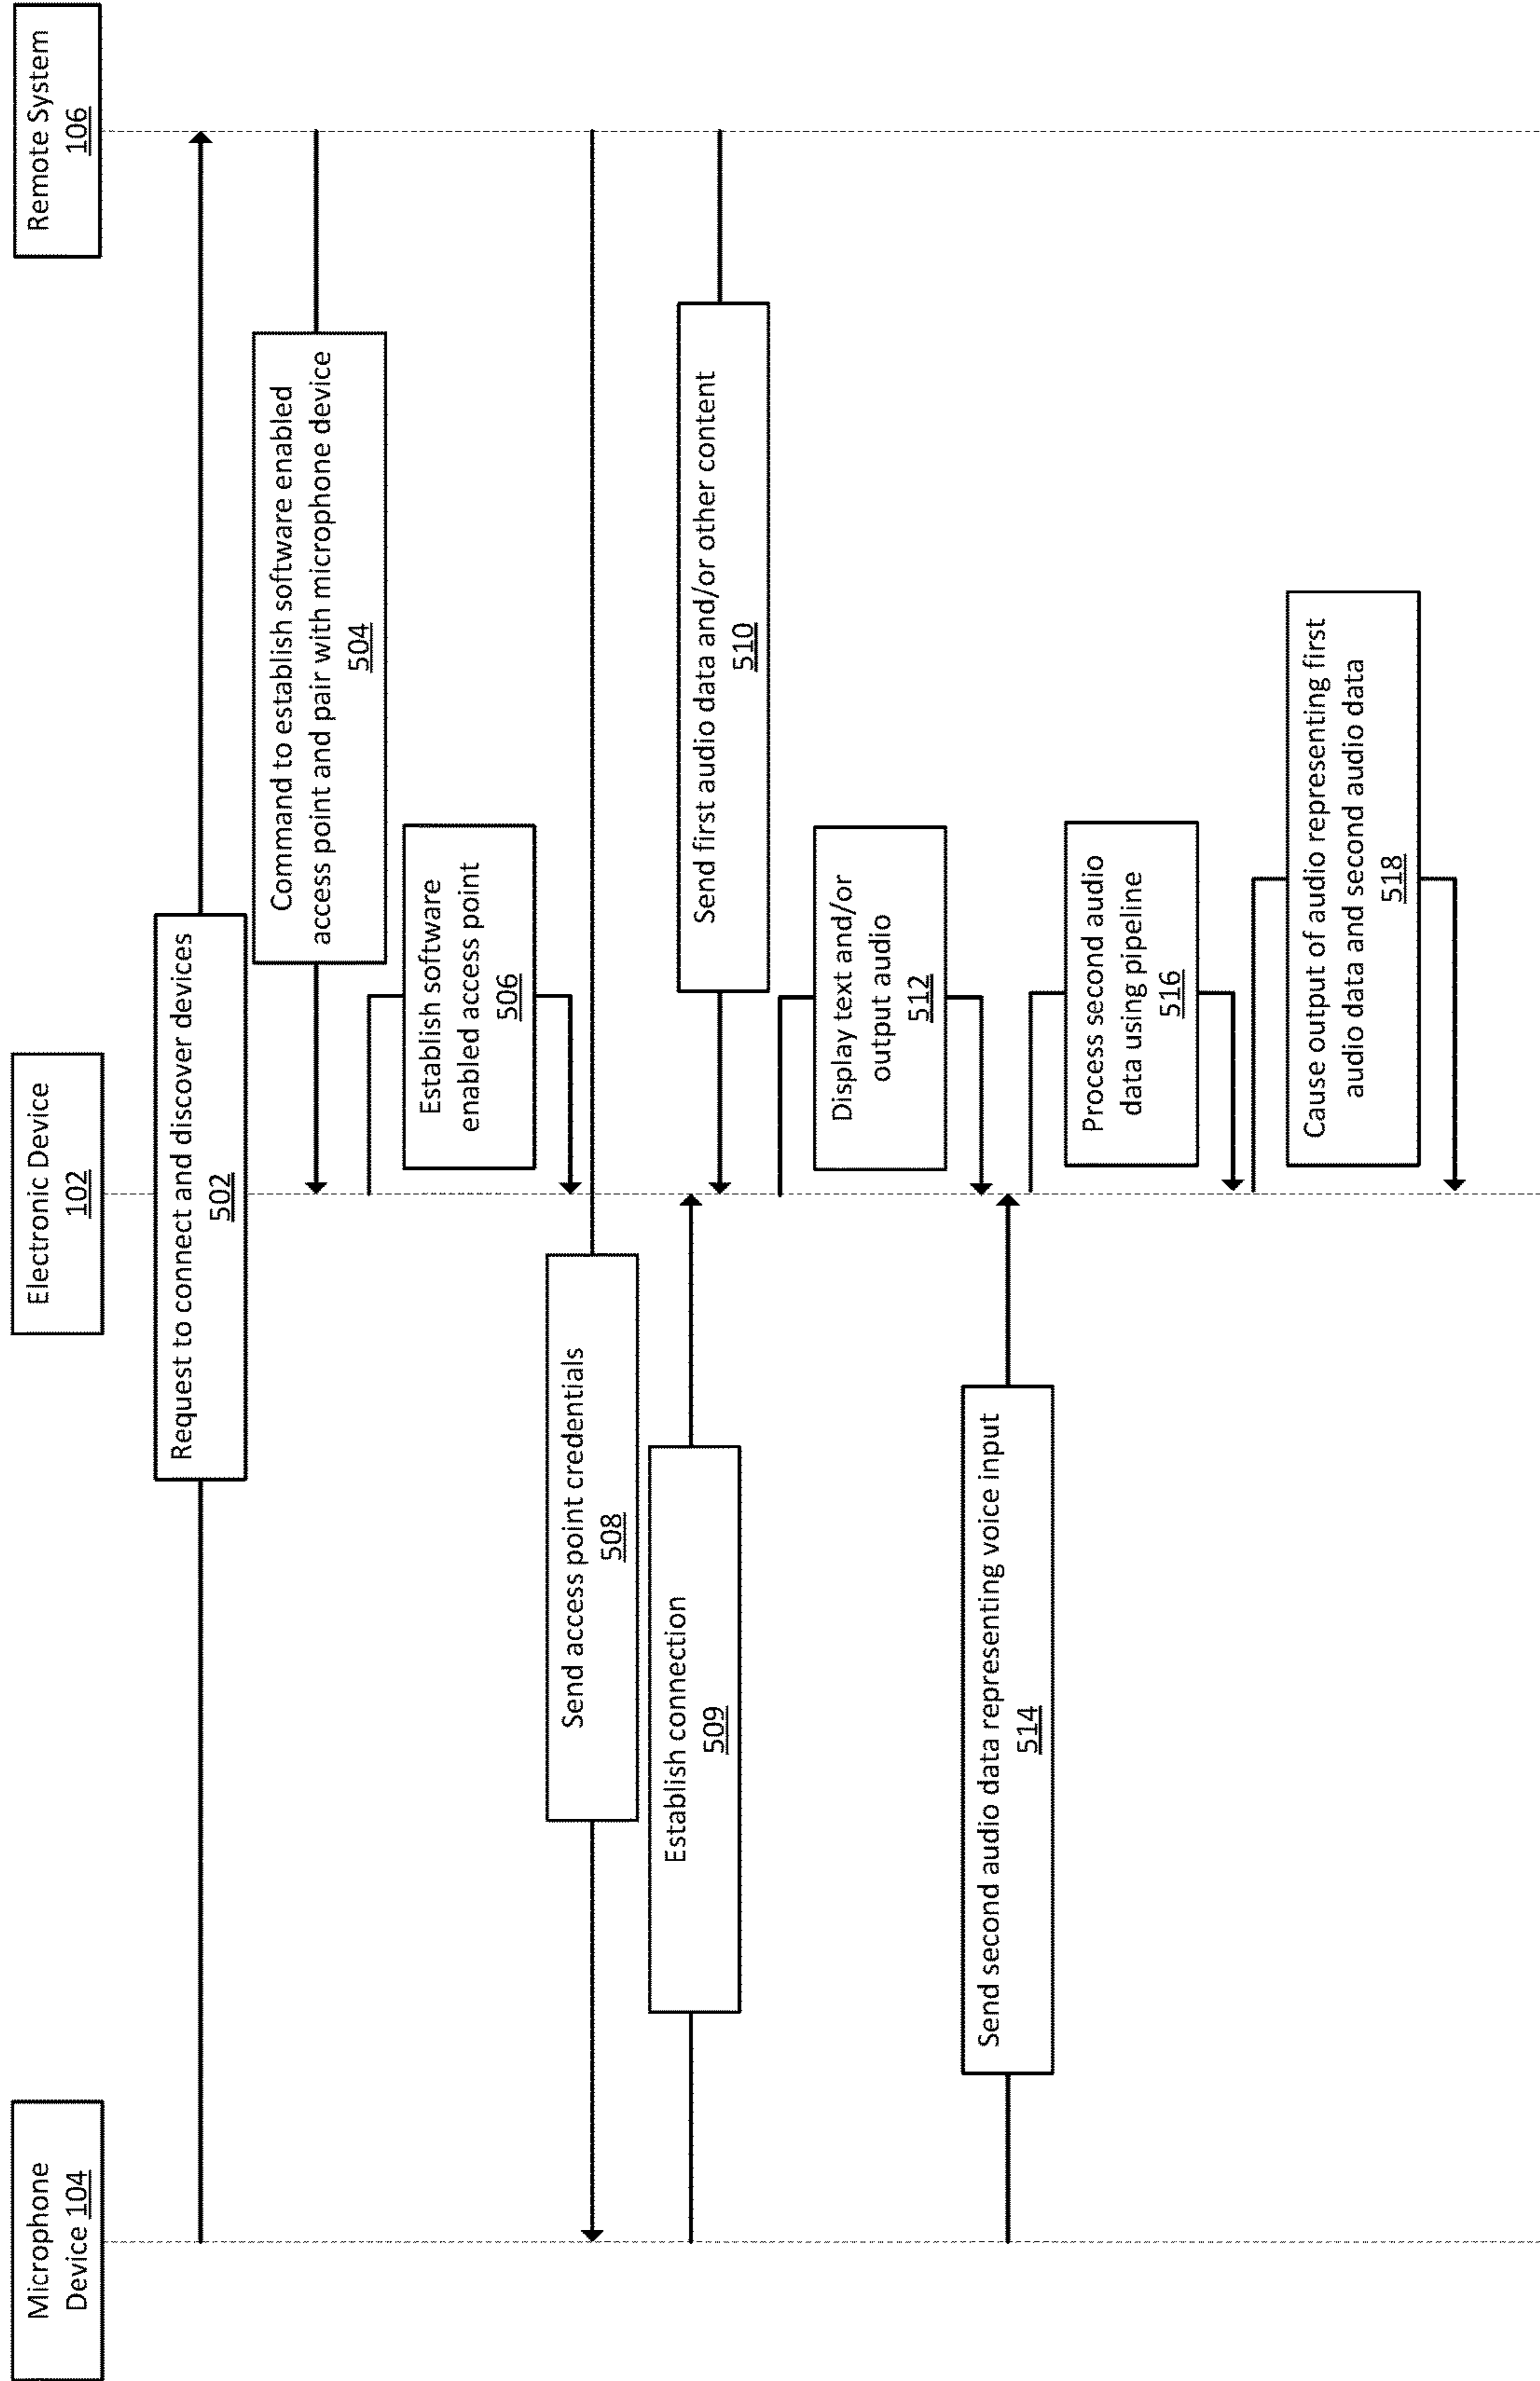 Microphone
Device 104
Electronic Device
102
Remote System
106
Request to connect and discover devices
502
Command to establish software enabled
access point and pair with microphone device
504
Establish software
enabled access point
506
Send access point credentials
508
Establish connection
509
Send first audio data and/or other content
510
Display text and/or
output audio
512
Send second audio data representing voice input
514
Process second audio
data using pipeline
516
Cause output of audio representing first
audio data and second audio data
518